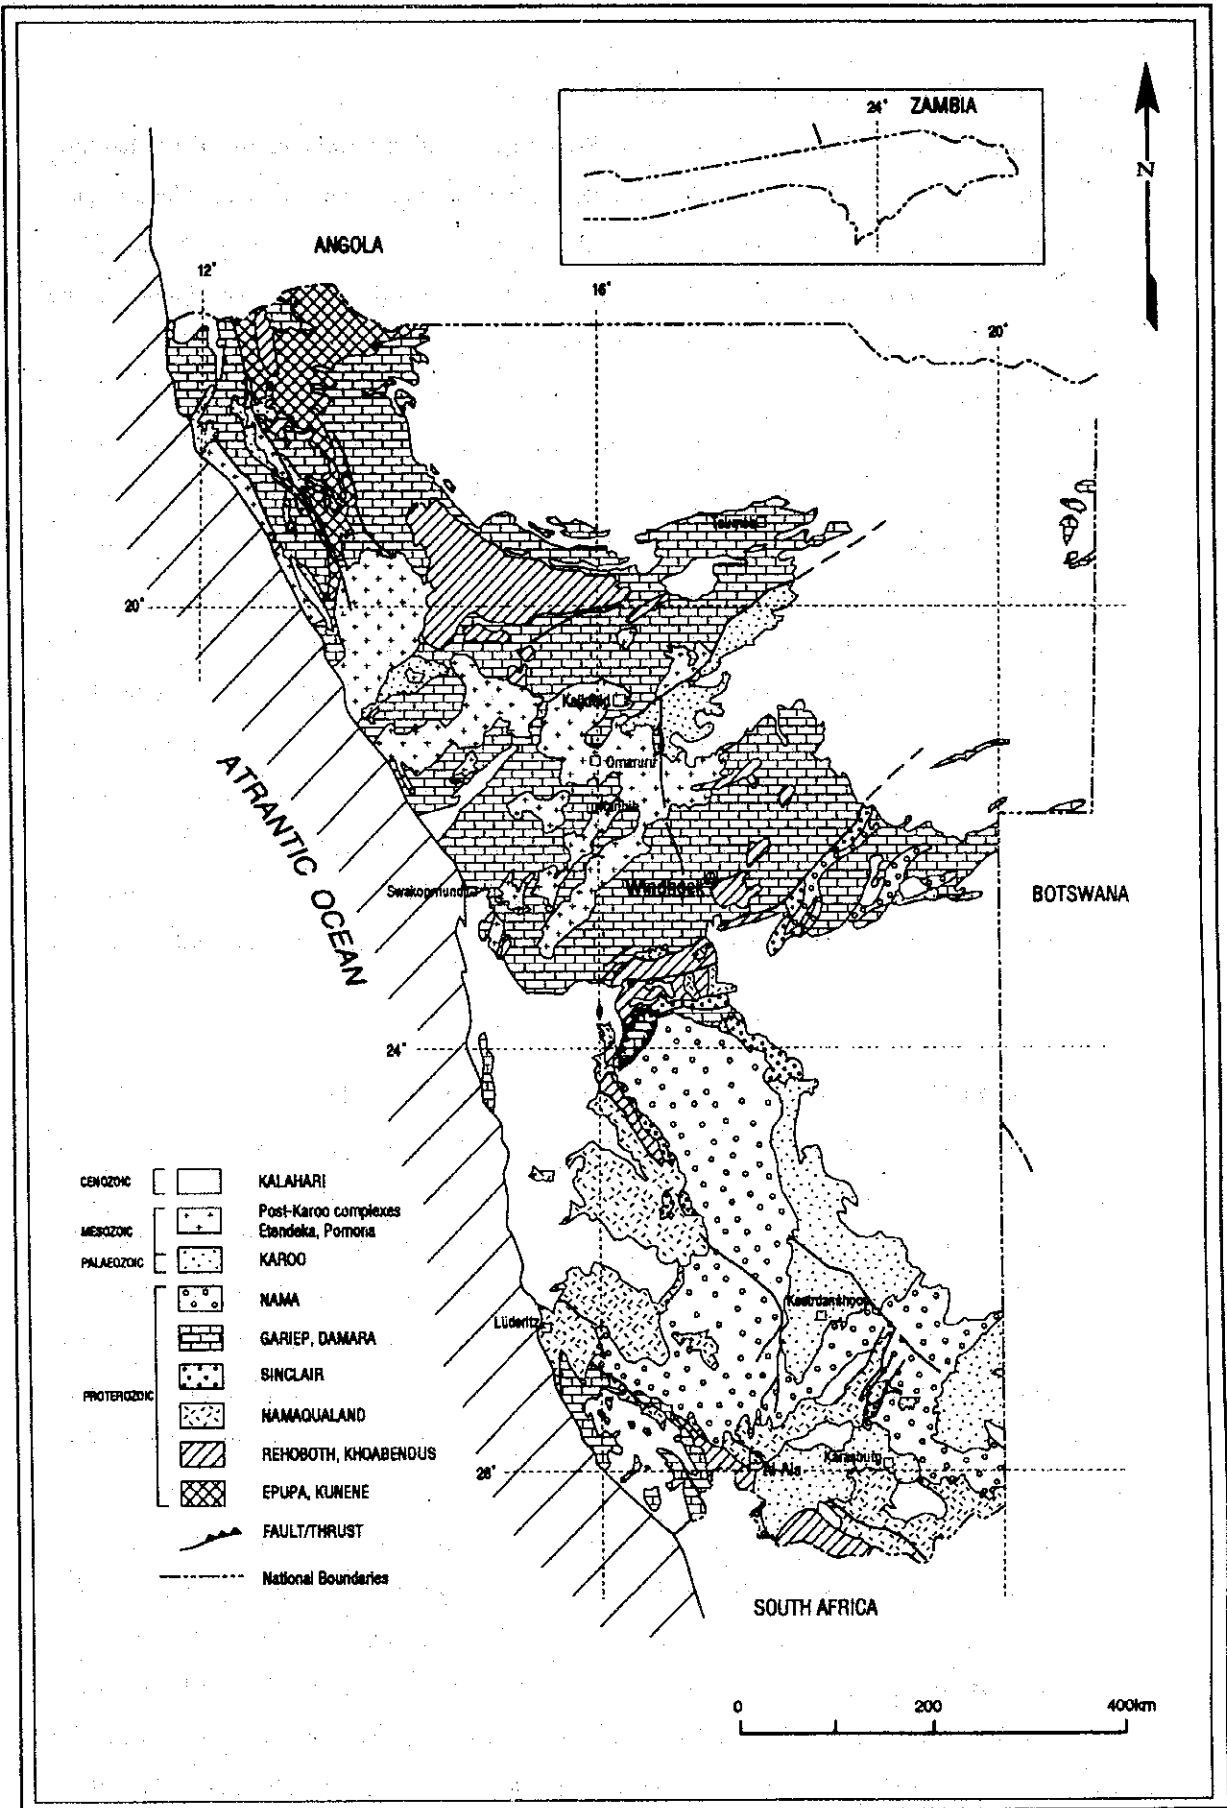 24° ZAMBIA
N
ANGOLA
12°
16°
20°
Tsumeb
20°
Kalkfeld
Omaruru
Karibib
ATRANTIC OCEAN
Swakopmund
Windhoek
BOTSWANA
24°
CENOZOIC
KALAHARI
MESOZOIC
Post-Karoo complexes
Etendeka, Pomona
PALAEOZOIC
KAROO
NAMA
Lüderitz
Keetmanshoop
GARIEP, DAMARA
SINCLAIR
PROTEROZOIC
NAMAQUALAND
REHOBOTH, KHOABENDUS
Ai-Ais
Karasburg
28°
EPUPA, KUNENE
FAULT/THRUST
National Boundaries
SOUTH AFRICA
0 200 400km